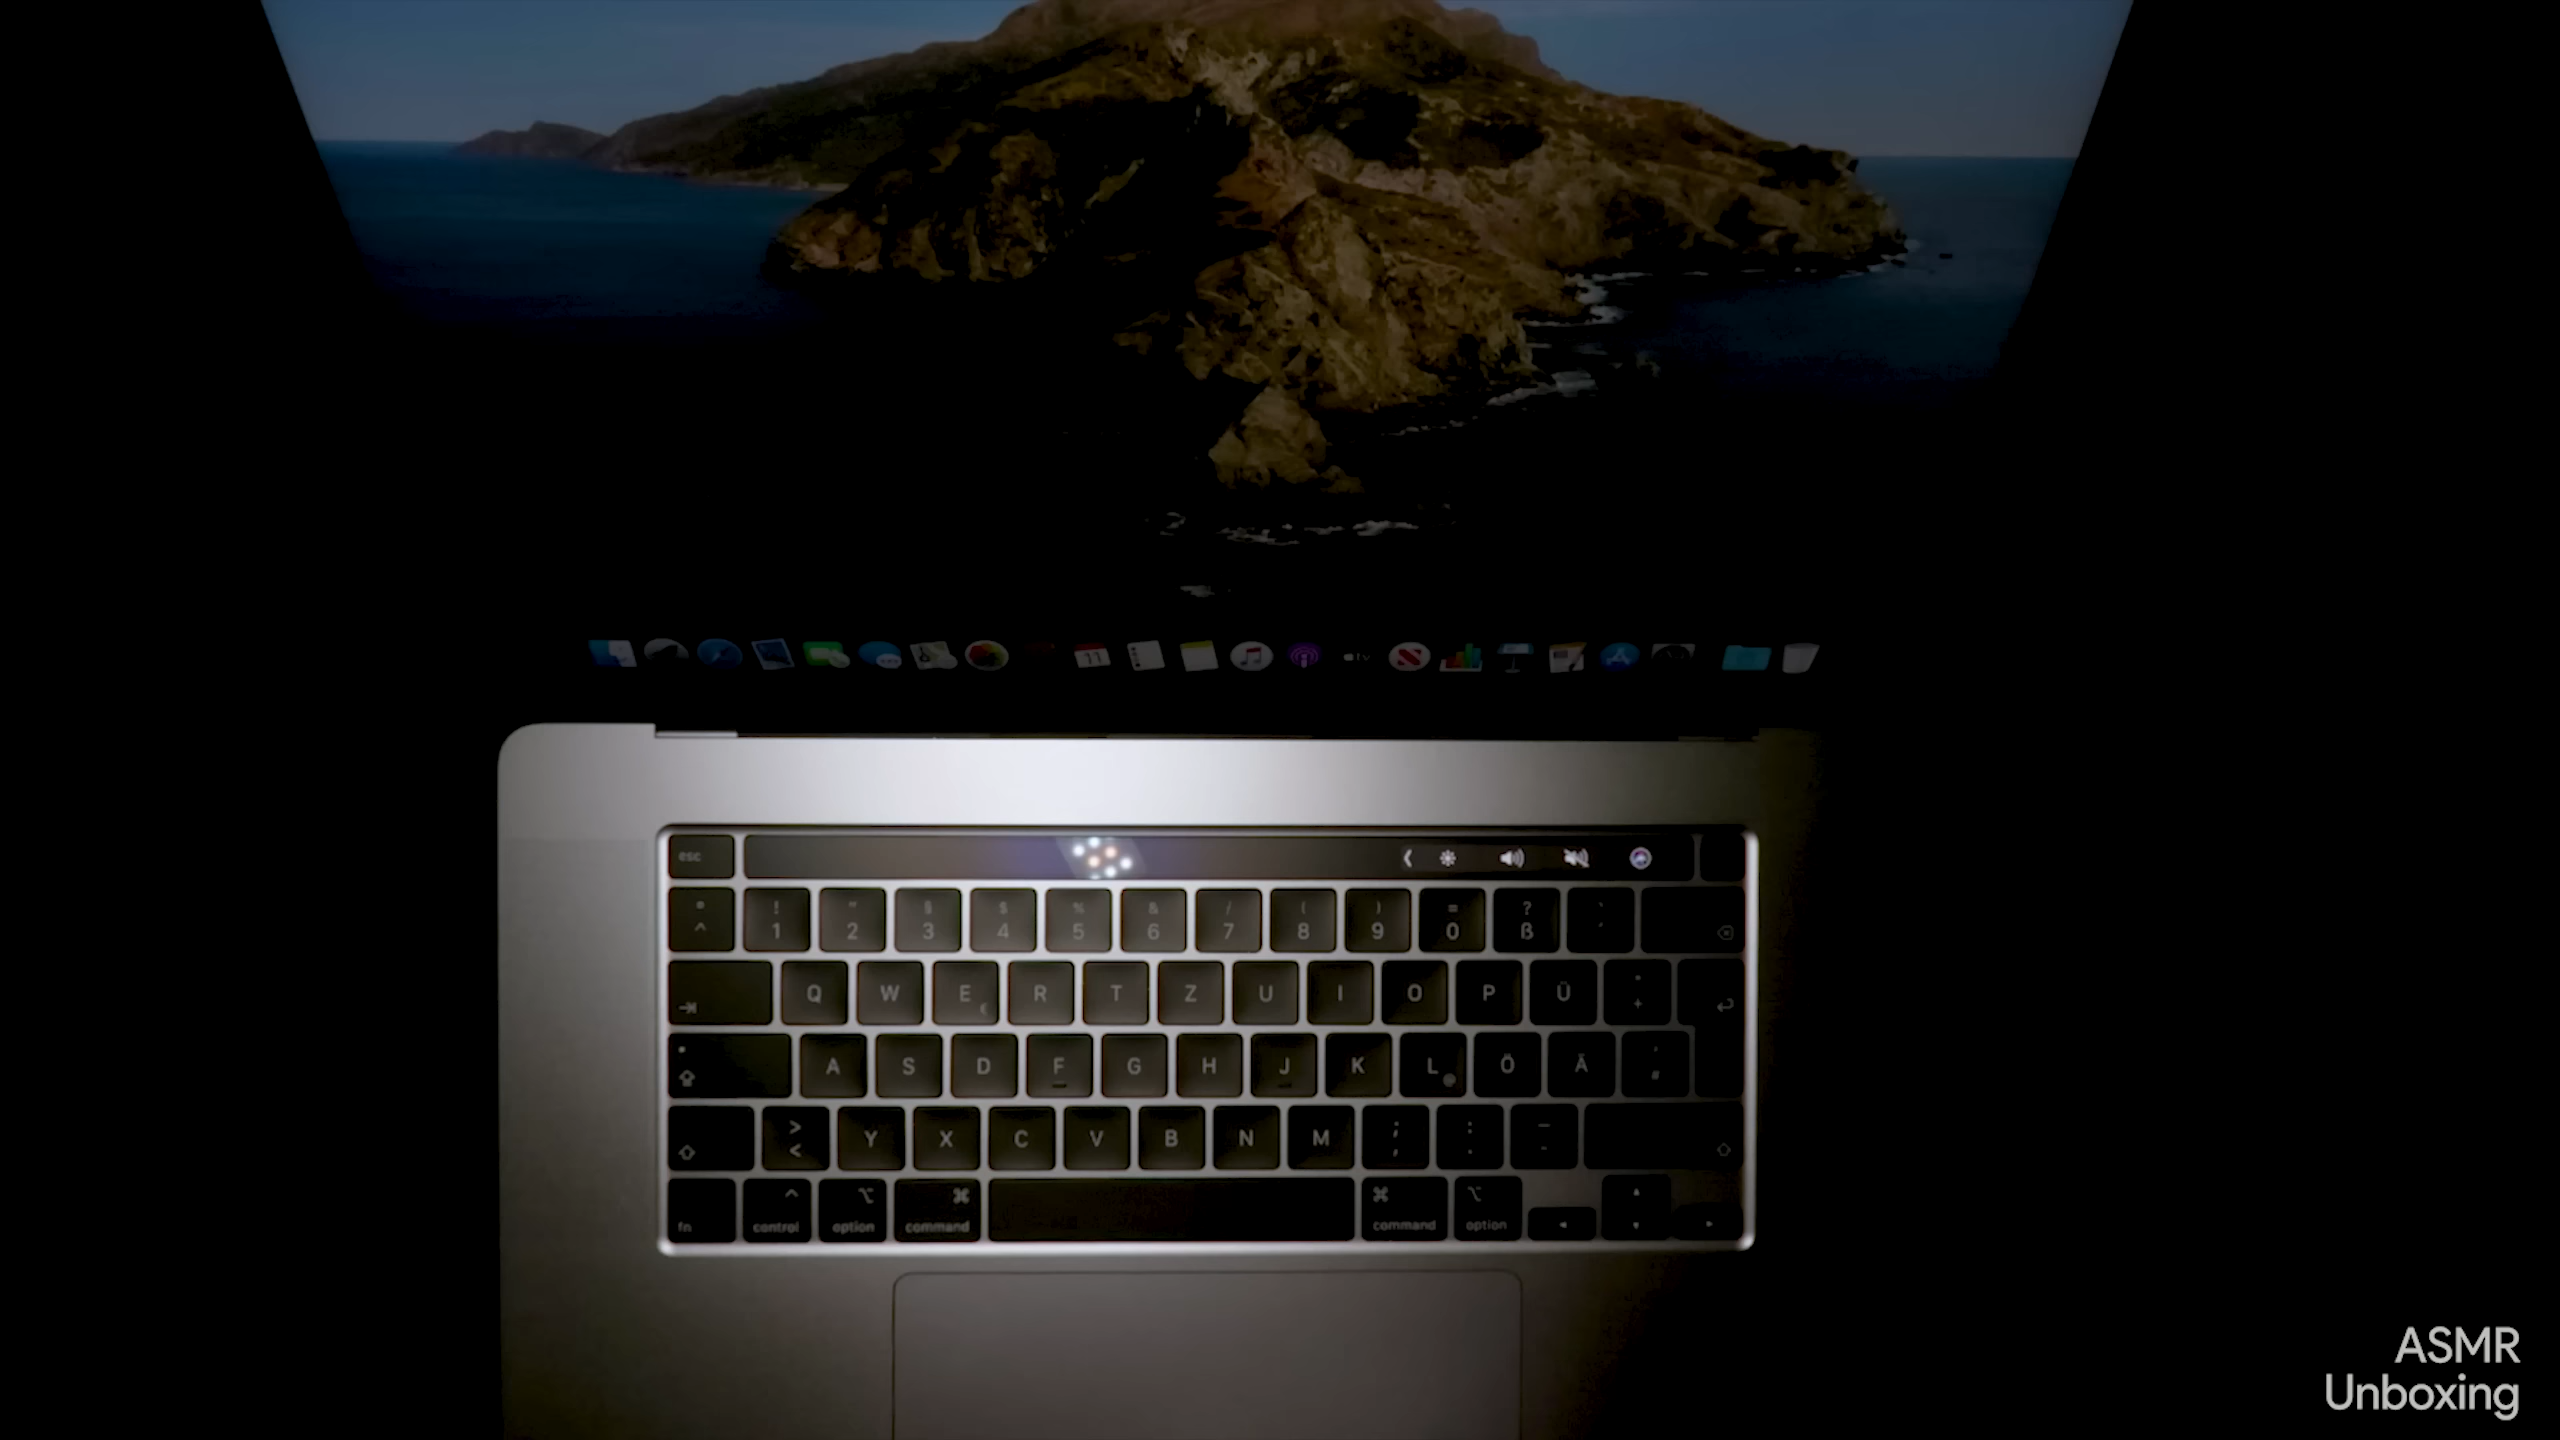 tv
esc
° ! " § $ % & / ( ) = ? `
^ 1 2 3 4 5 6 7 8 9 0 ß ´
Q W E R T Z U I O P Ü * +
A S D F G H J K L Ö Ä ' #
> < Y X C V B N M ; : _ -
fn control option command command option
ASMR
Unboxing